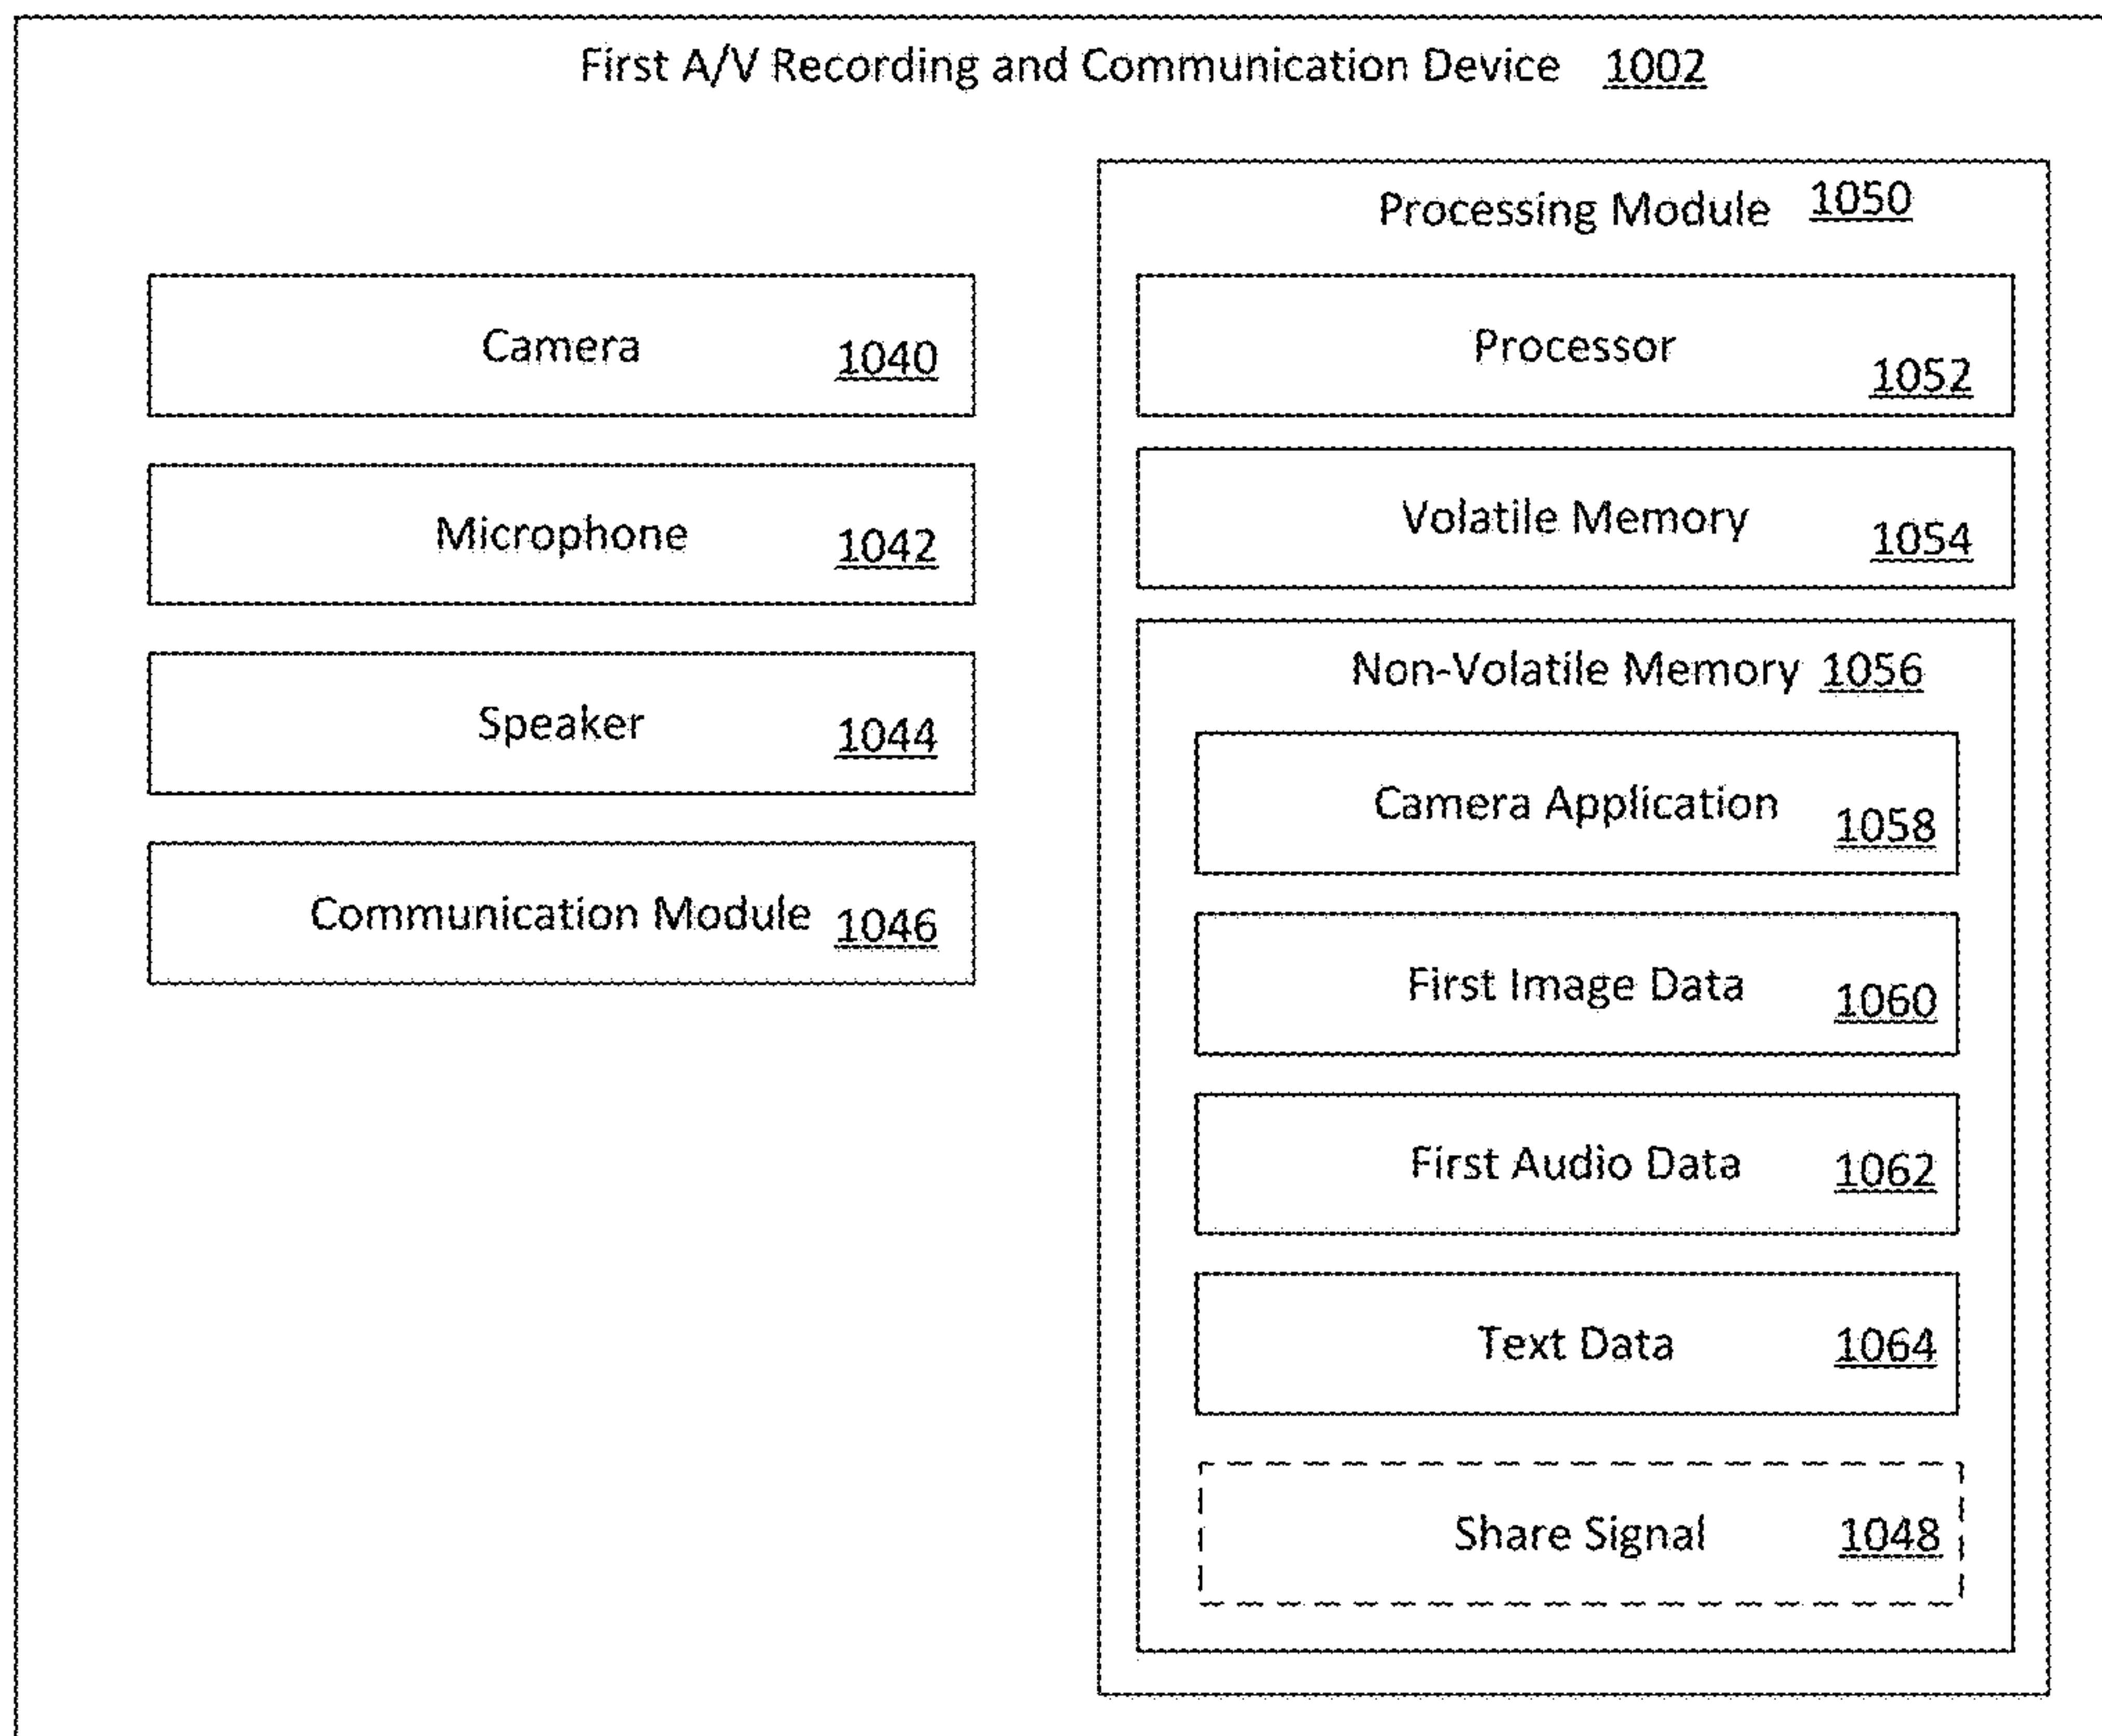 First A/V Recording and Communication Device 1002
Camera 1040
Microphone 1042
Speaker 1044
Communication Module 1046
Processing Module 1050
Processor 1052
Volatile Memory 1054
Non-Volatile Memory 1056
Camera Application 1058
First Image Data 1060
First Audio Data 1062
Text Data 1064
Share Signal 1048